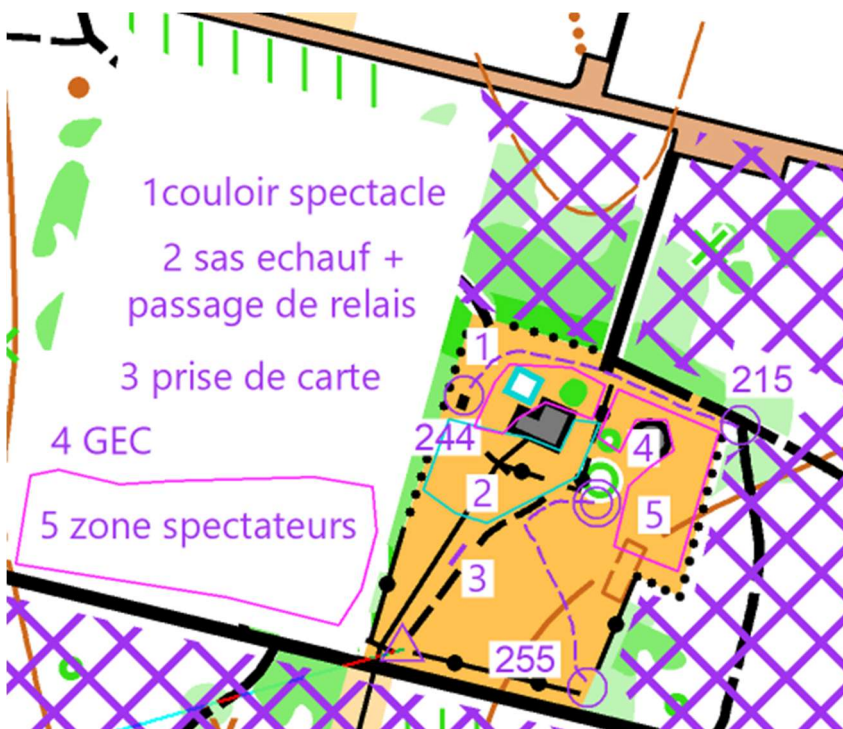 1couloir spectacle
2 sas echauf +
passage de relais
3 prise de carte
4 GEC
5 zone spectateurs
1
215
244
4
2
5
3
255